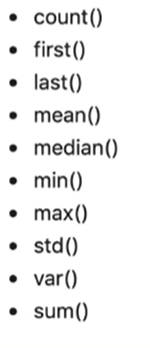 • count()
• first()
• last()
• mean()
• median()
• min()
• max()
• std()
• var()
• sum()